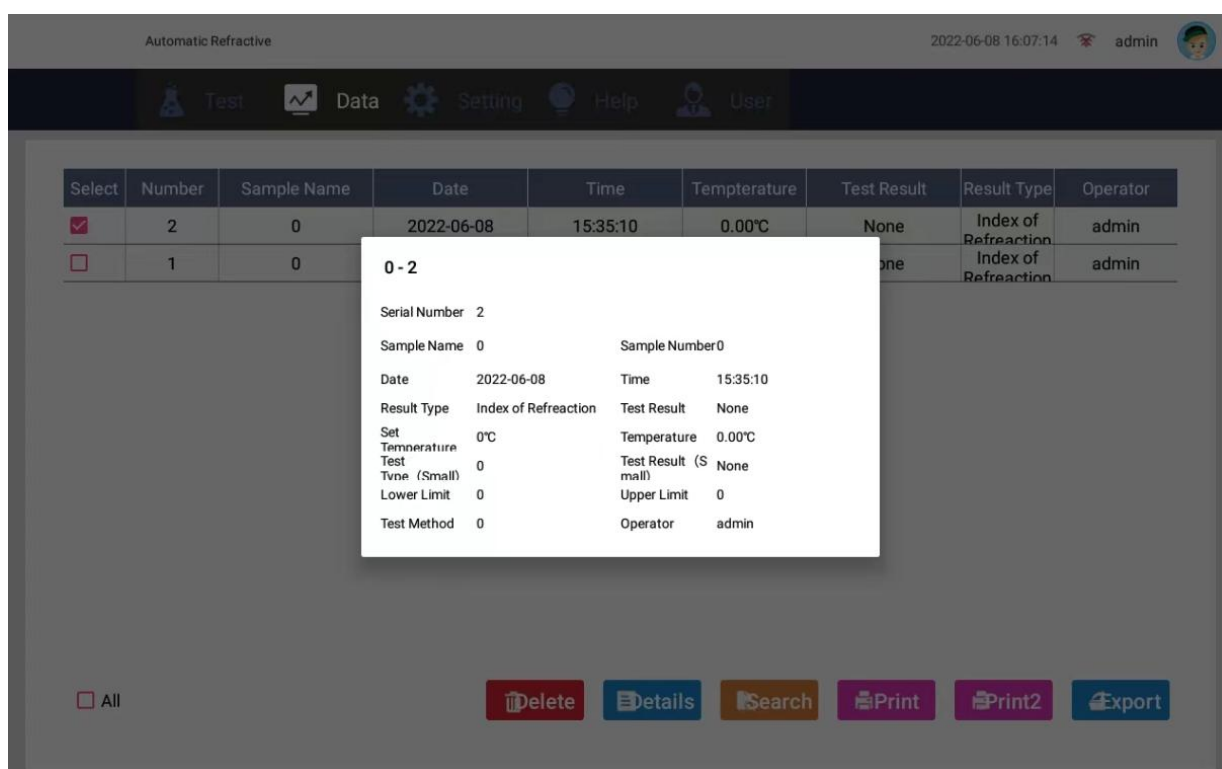 Automatic Refractive 2022-06-08 16:07:14 admin
Test Data Setting Help User
Select Number Sample Name Date Time Tempterature Test Result Result Type Operator
2 0 2022-06-08 15:35:10 0.00℃ None Index of Refreaction admin
1 0 one Index of Refreaction admin
0 - 2
Serial Number 2
Sample Name 0 Sample Number0
Date 2022-06-08 Time 15:35:10
Result Type Index of Refreaction Test Result None
Set Temperature 0℃ Temperature 0.00℃
Test Type（Small) 0 Test Result（Small) None
Lower Limit 0 Upper Limit 0
Test Method 0 Operator admin
All Delete Details Search Print Print2 Export